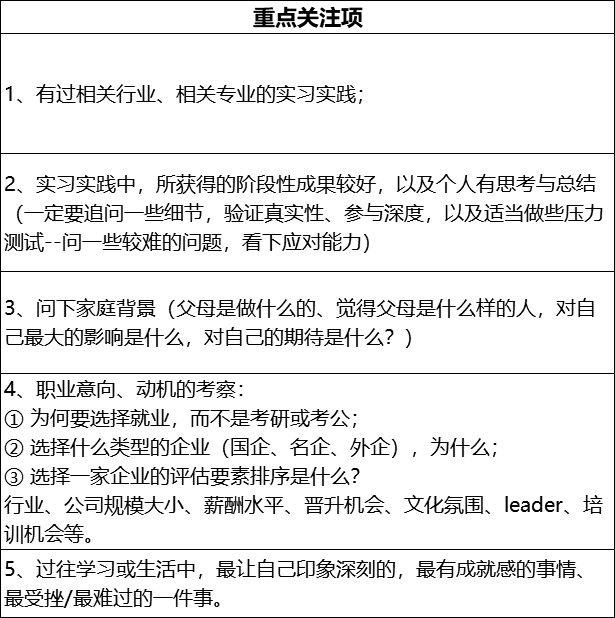 重点关注项
1、有过相关行业、相关专业的实习实践；
2、实习实践中，所获得的阶段性成果较好，以及个人有思考与总结
（一定要追问一些细节，验证真实性、参与深度，以及适当做些压力
测试--问一些较难的问题，看下应对能力）
3、问下家庭背景（父母是做什么的、觉得父母是什么样的人，对自
己最大的影响是什么，对自己的期待是什么？）
4、职业意向、动机的考察：
① 为何要选择就业，而不是考研或考公；
② 选择什么类型的企业（国企、名企、外企），为什么；
③ 选择一家企业的评估要素排序是什么？
行业、公司规模大小、薪酬水平、晋升机会、文化氛围、leader、培
训机会等。
5、过往学习或生活中，最让自己印象深刻的，最有成就感的事情、
最受挫/最难过的一件事。